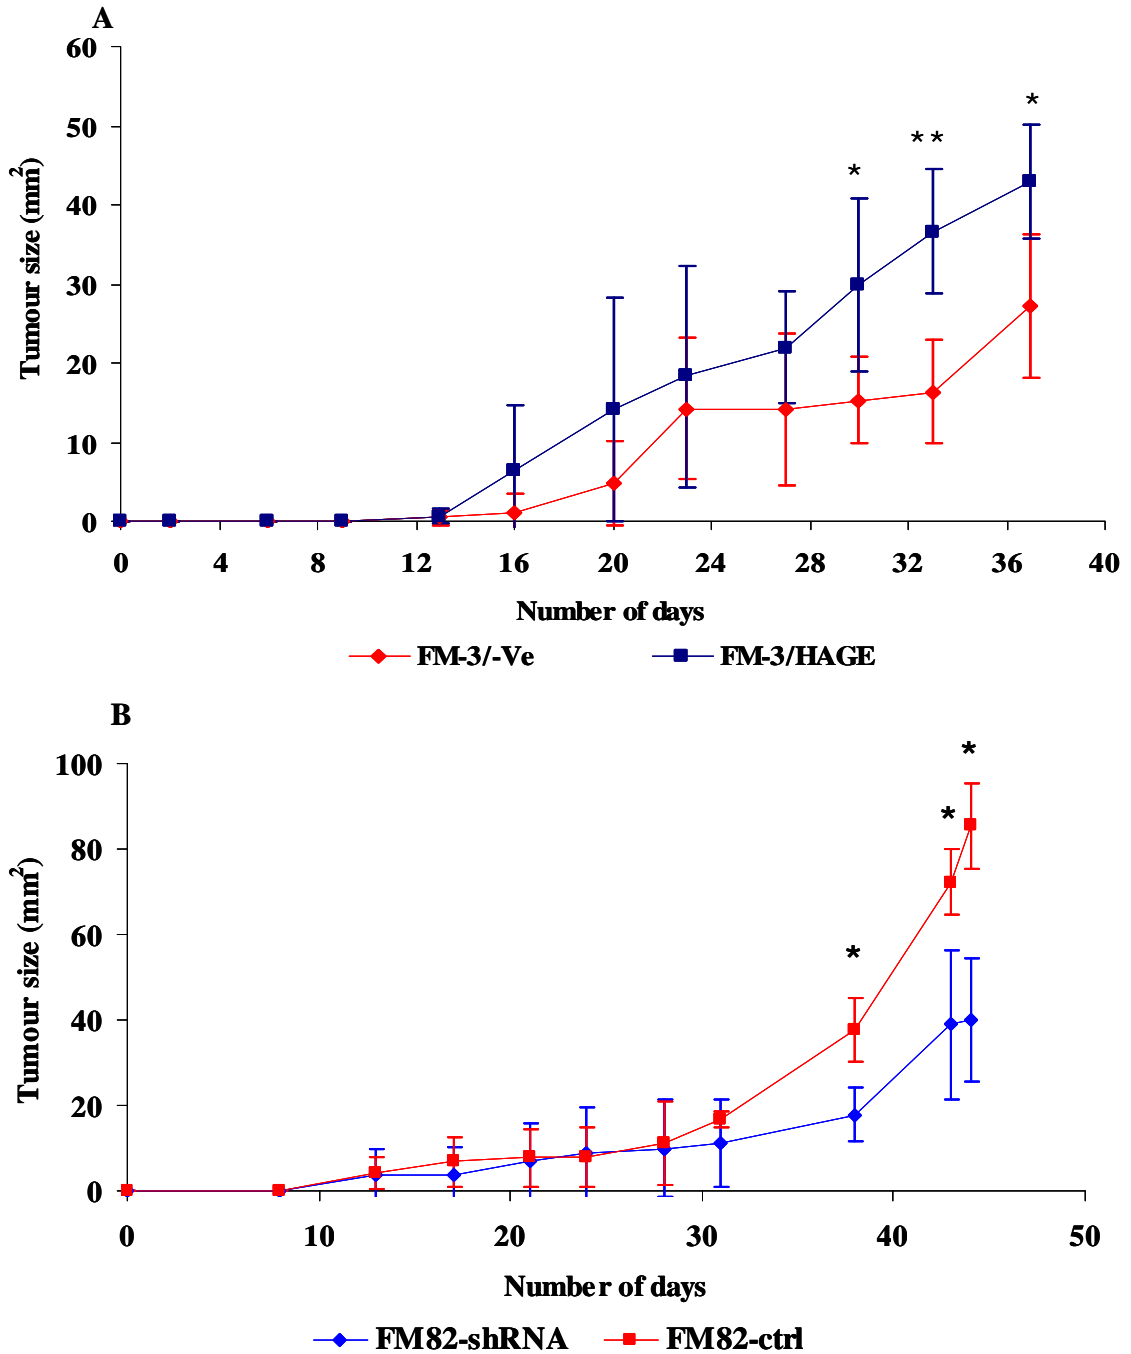 A
60
50
40
30
20
10
0
Tumour size (mm²)
*
* *
*
0 4 8 12 16 20 24 28 32 36 40
Number of days
FM-3/-Ve FM-3/HAGE
B
100
80
60
40
20
0
Tumour size (mm²)
*
*
*
0 10 20 30 40 50
Number of days
FM82-shRNA FM82-ctrl